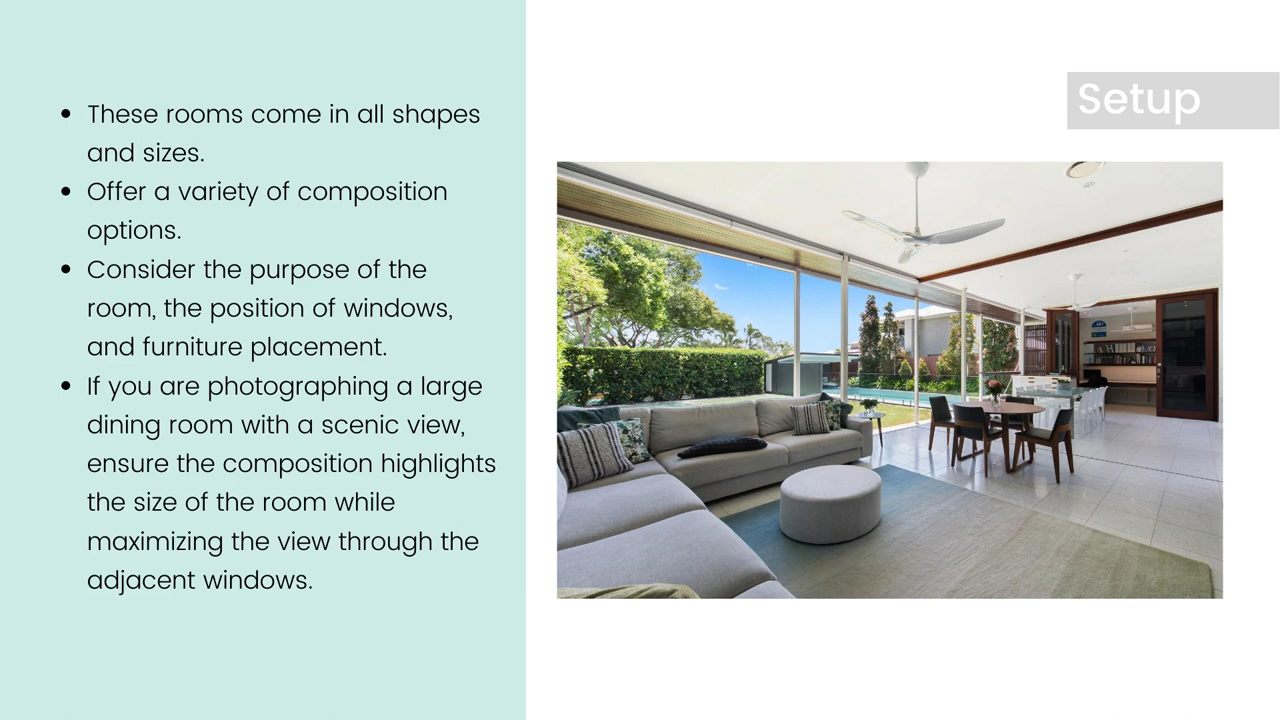 Setup
These rooms come in all shapes
and sizes.
Offer a variety of composition
options.
Consider the purpose of the
room, the position of windows,
and furniture placement.
If you are photographing a large
dining room with a scenic view,
ensure the composition highlights
the size of the room while
maximizing the view through the
adjacent windows.